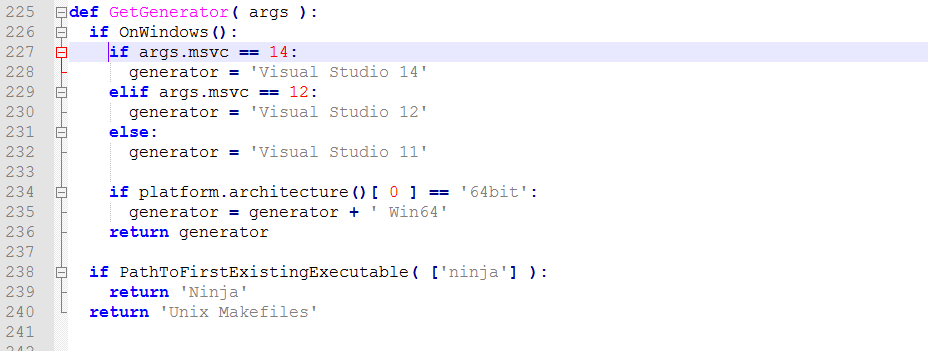 225 def GetGenerator( args ):
226   if OnWindows():
227     if args.msvc == 14:
228       generator = 'Visual Studio 14'
229     elif args.msvc == 12:
230       generator = 'Visual Studio 12'
231     else:
232       generator = 'Visual Studio 11'
233
234     if platform.architecture()[ 0 ] == '64bit':
235       generator = generator + ' Win64'
236     return generator
237
238   if PathToFirstExistingExecutable( ['ninja'] ):
239     return 'Ninja'
240   return 'Unix Makefiles'
241